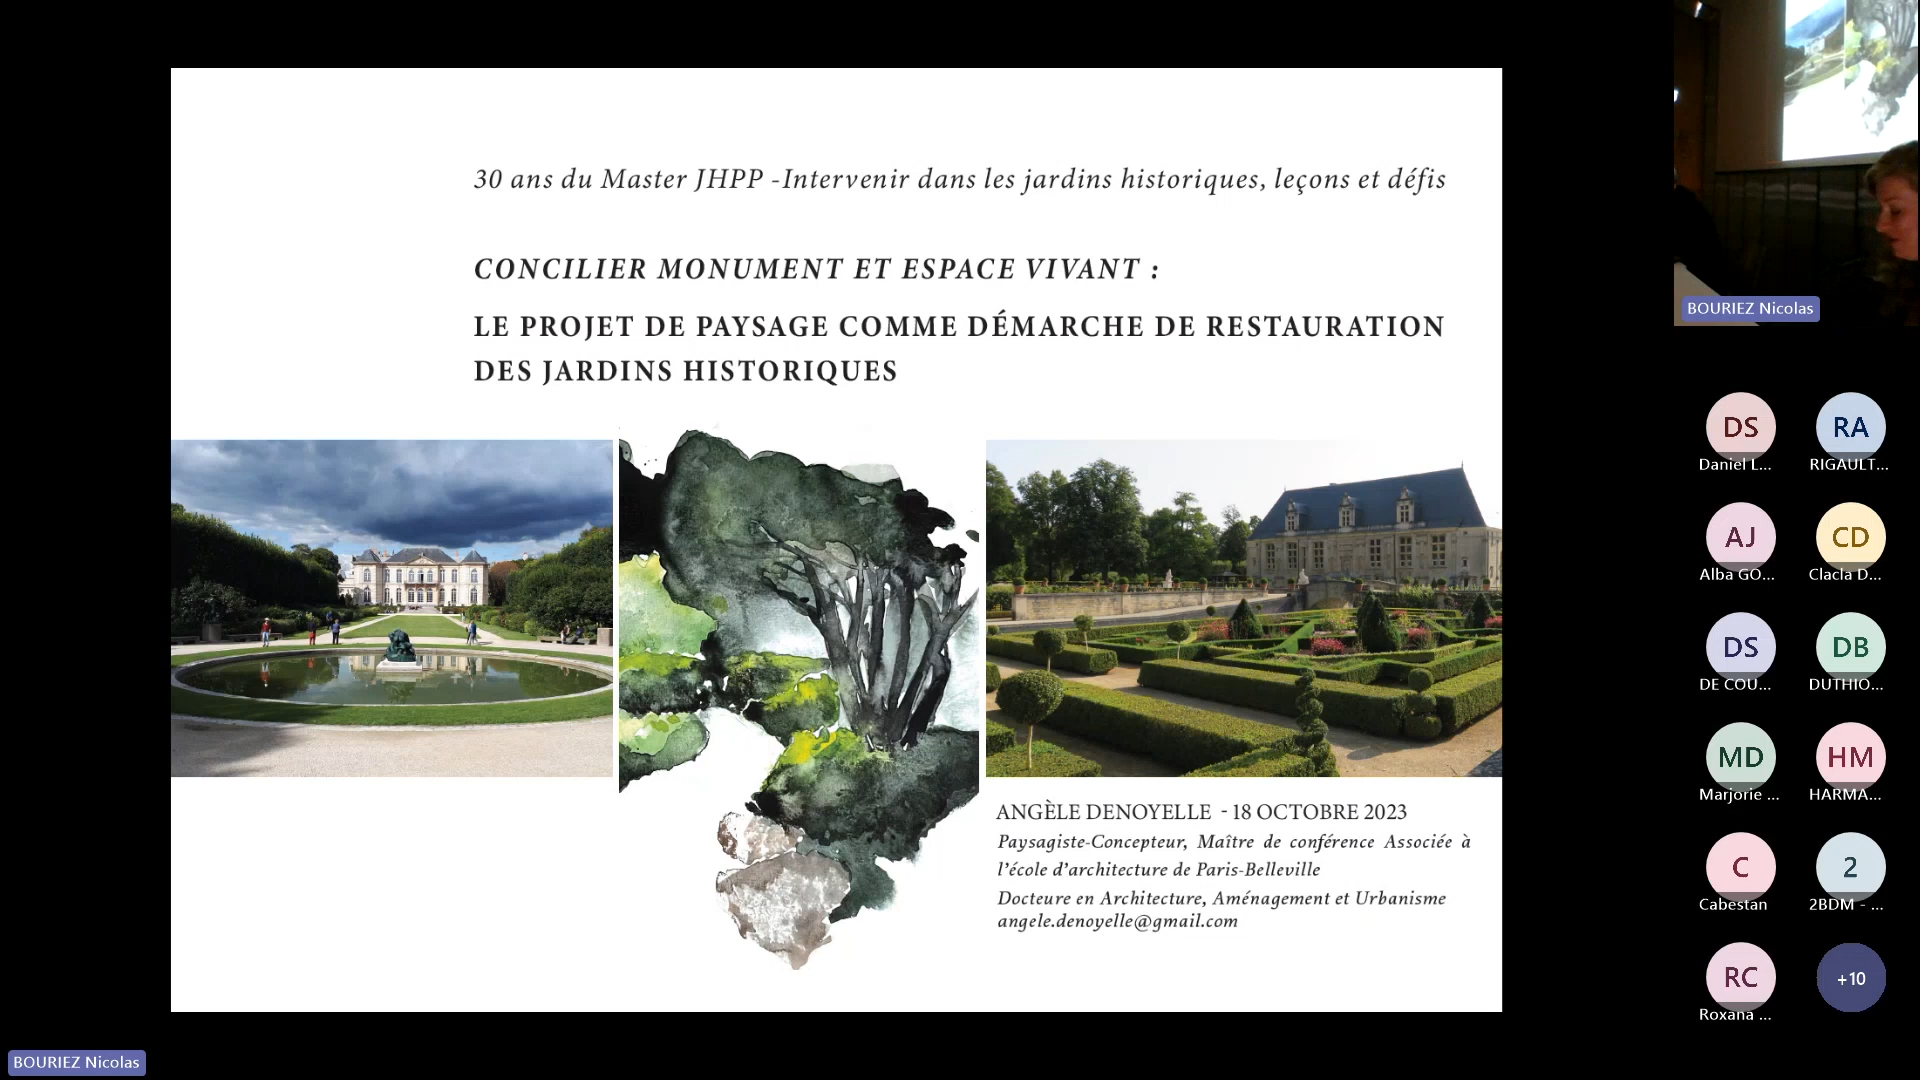 30 ans du Master JHPP -Intervenir dans les jardins historiques, leçons et défis
CONCILIER MONUMENT ET ESPACE VIVANT :
LE PROJET DE PAYSAGE COMME DÉMARCHE DE RESTAURATION
DES JARDINS HISTORIQUES
ANGÈLE DENOYELLE - 18 OCTOBRE 2023
Paysagiste-Concepteur, Maître de conférence Associée à
l'école d'architecture de Paris-Belleville
Docteure en Architecture, Aménagement et Urbanisme
angele.denoyelle@gmail.com
BOURIEZ Nicolas
DS RA
Daniel L... RIGAULT...
AJ CD
Alba GO... Clacla D...
DS DB
DE COU... DUTHIO...
MD HM
Marjorie ... HARMA...
C 2
Cabestan 2BDM - ...
RC +10
Roxana ...
BOURIEZ Nicolas